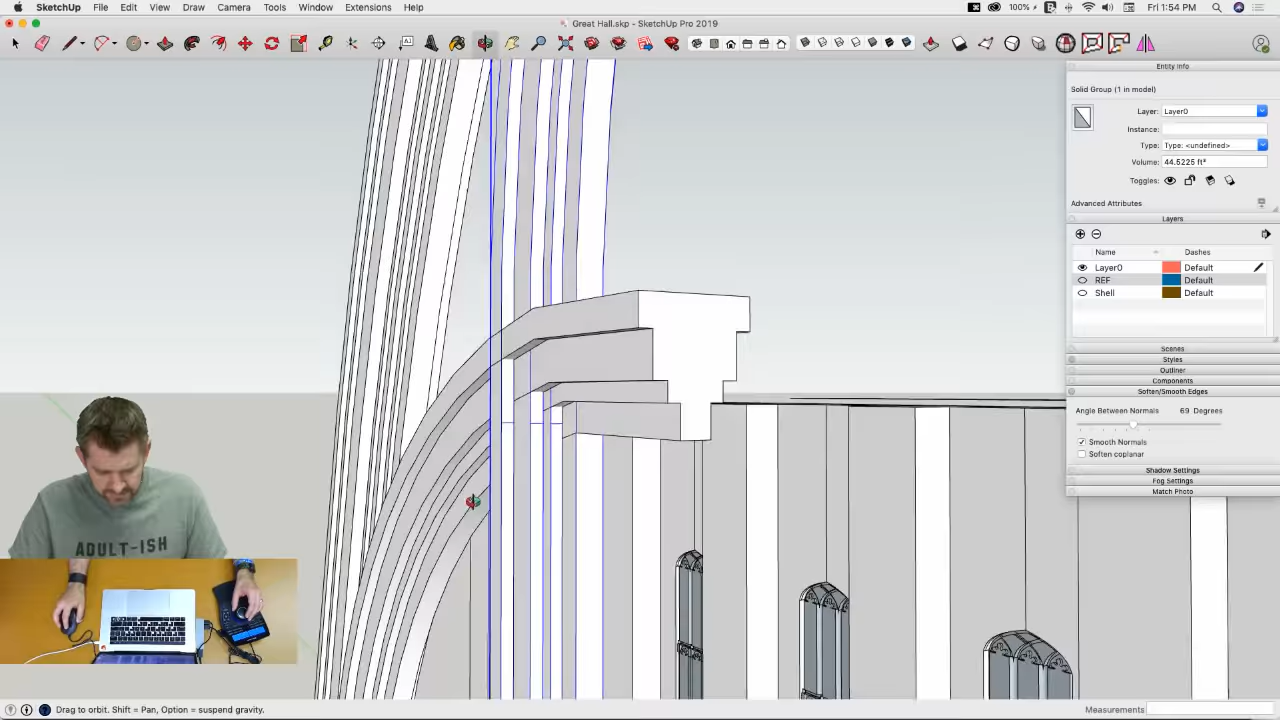 SketchUp File Edit View Draw Camera Tools Window Extensions Help 100% Fri 1:54 PM
Great Hall.skp - SketchUp Pro 2019
Entity Info
Solid Group (1 in model)
Layer: Layer0
Instance:
Type: Type: <undefined>
Volume: 44.5225 ft³
Toggles:
Advanced Attributes
Layers
Name Dashes
Layer0 Default
REF Default
Shell Default
Scenes
Styles
Outliner
Components
Soften/Smooth Edges
Angle Between Normals 69 Degrees
Smooth Normals
Soften coplanar
Shadow Settings
Fog Settings
Match Photo
ADULT-ISH
Drag to orbit. Shift = Pan, Option = suspend gravity.
Measurements